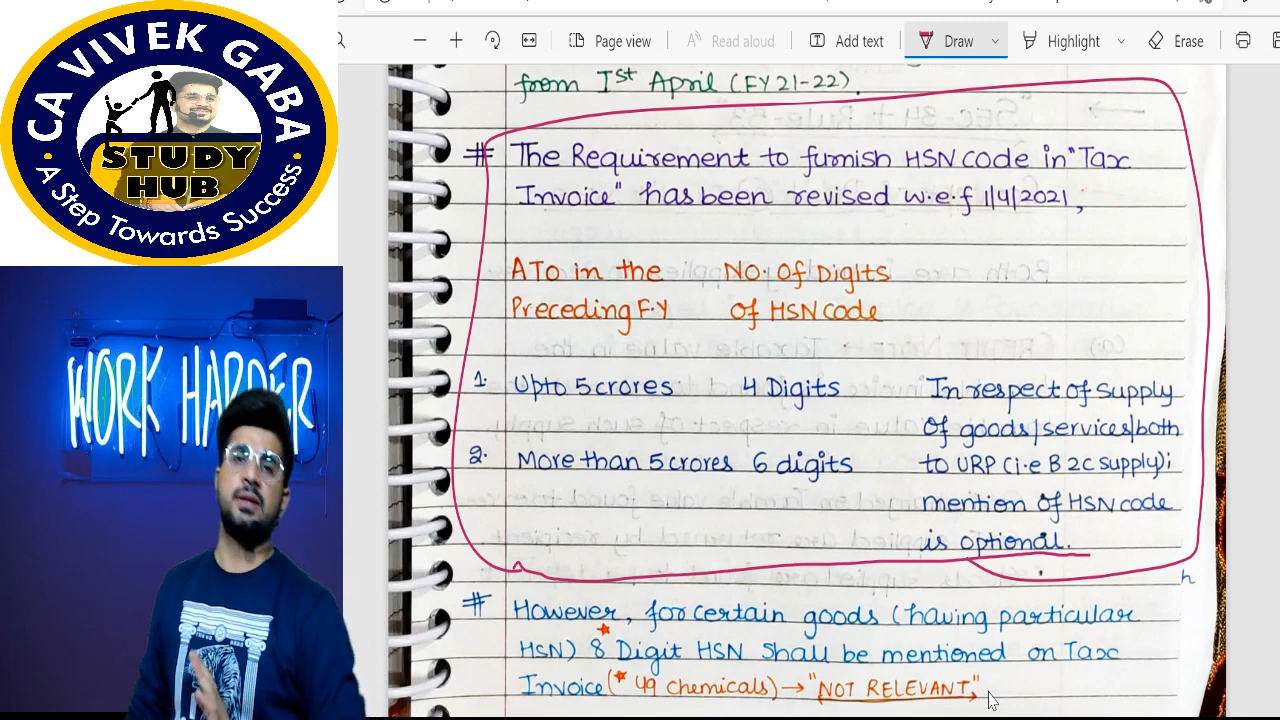 CA VIVEK GABA
STUDY
HUB
• A Step Towards Success •
WORK HARDER
Page view
Read aloud
Add text
Draw
Highlight
Erase
from Ist April (FY 21-22).
# The Requirement to furnish HSN code in "Tax
Invoice" has been revised w.e.f 1/4/2021;
ATO in the No. Of Digits
Preceding F.Y of HSN code
1. Upto 5 crores 4 Digits In respect of supply
of goods/services/both
2. More than 5 crores 6 digits to URP (i.e B2C supply);
mention of HSN code
is optional.
h
# However, for certain goods (having particular
HSN) 8 Digit HSN shall be mentioned on Tax
Invoice (* 49 chemicals) → "NOT RELEVANT,"